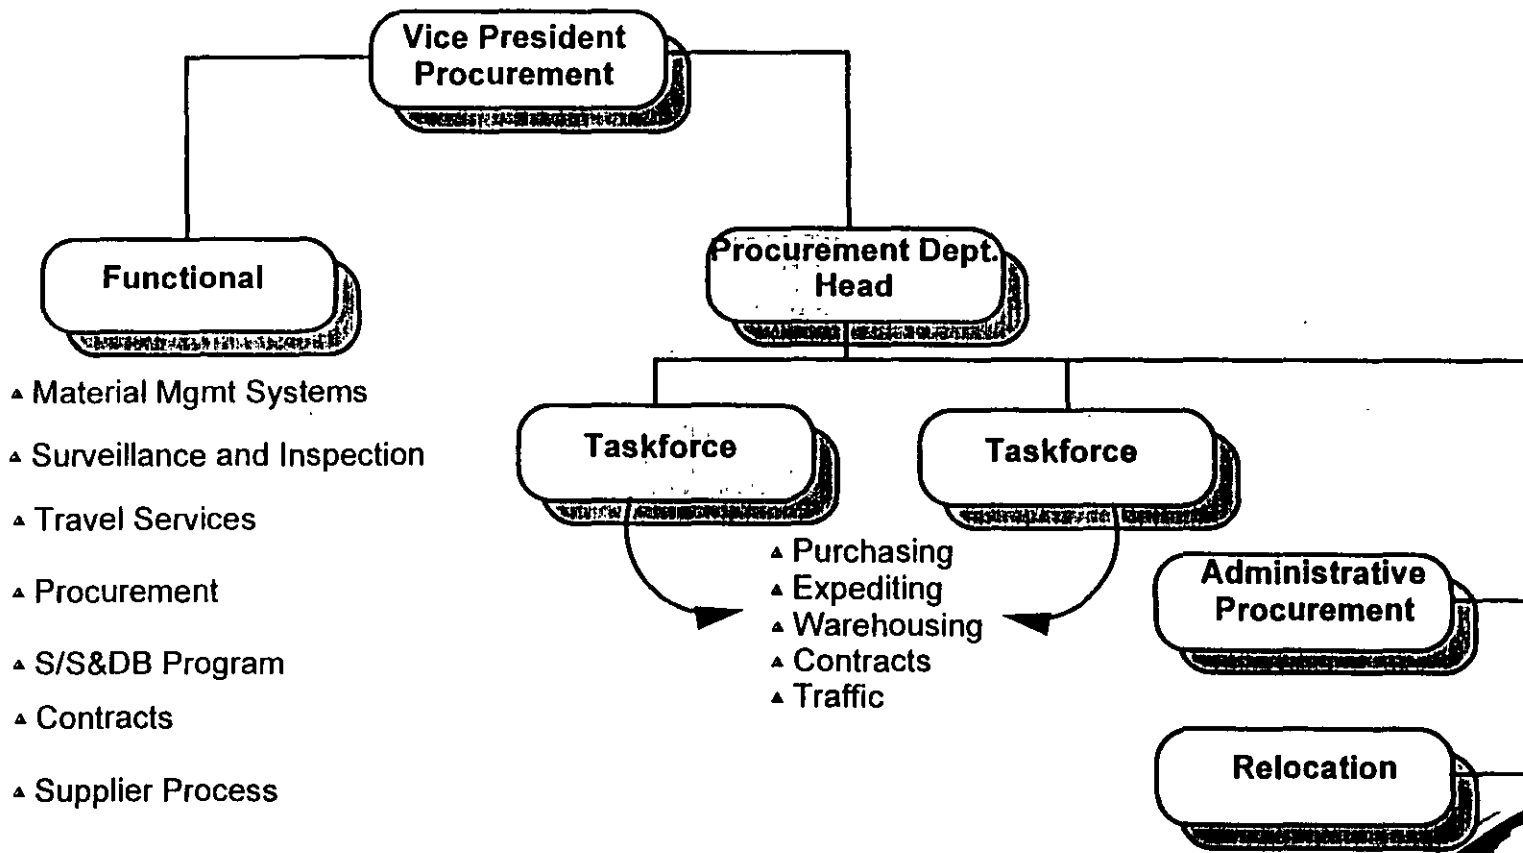 Vice President
Procurement
Functional
Procurement Dept.
Head
Material Mgmt Systems
Surveillance and Inspection
Travel Services
Procurement
S/S&DB Program
Contracts
Supplier Process
Taskforce
Taskforce
Purchasing
Expediting
Warehousing
Contracts
Traffic
Administrative
Procurement
Relocation